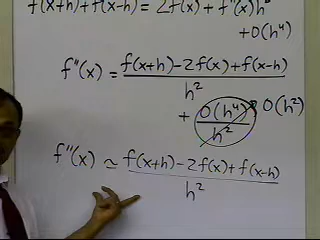 f(x+h)+f(x-h) = 2f(x)+f''(x)h²
+O(h⁴)
f''(x) = f(x+h)-2f(x)+f(x-h)
h²
+ O(h⁴) O(h²)
h²
f''(x) ≃ f(x+h)-2f(x)+f(x-h)
h²